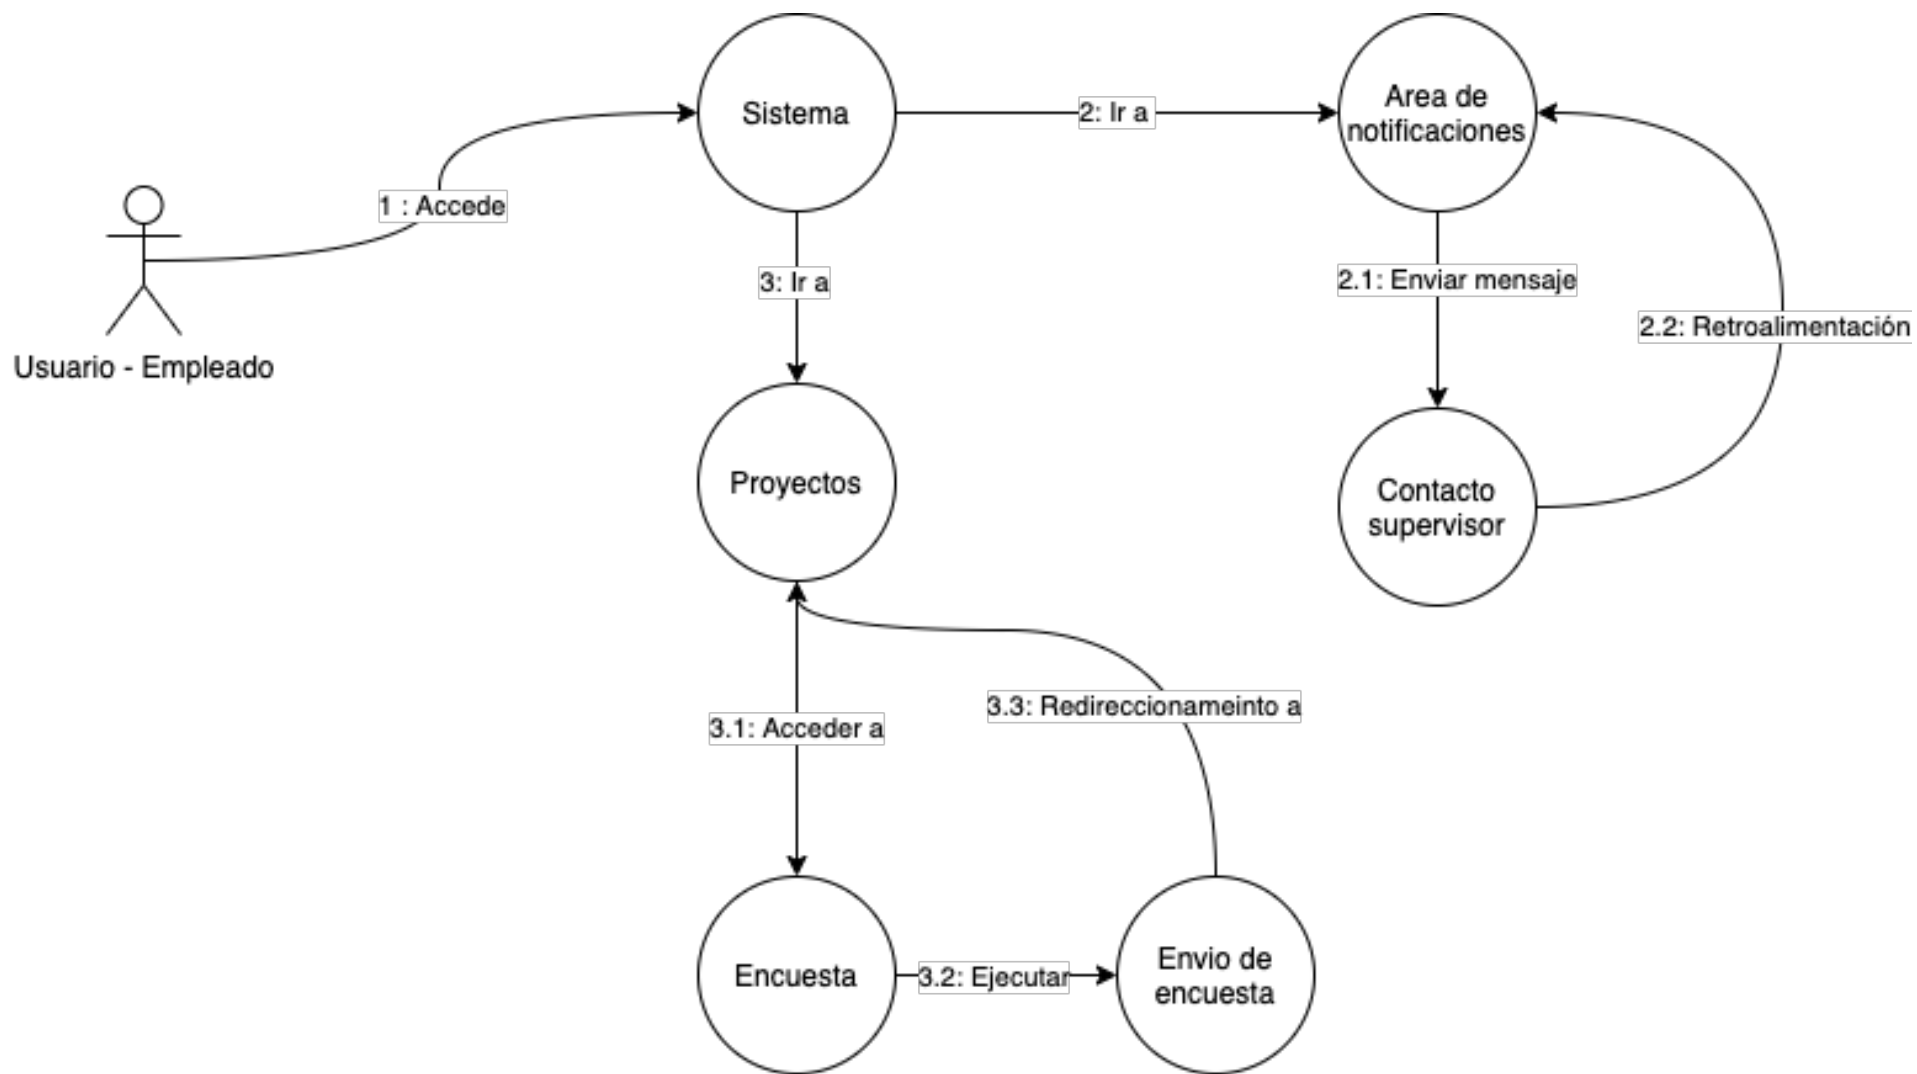 Sistema
2: Ir a
Area de
notificaciones
1 : Accede
Usuario - Empleado
3: Ir a
2.1: Enviar mensaje
2.2: Retroalimentación
Proyectos
Contacto
supervisor
3.1: Acceder a
3.3: Redireccionameinto a
Encuesta
3.2: Ejecutar
Envio de
encuesta